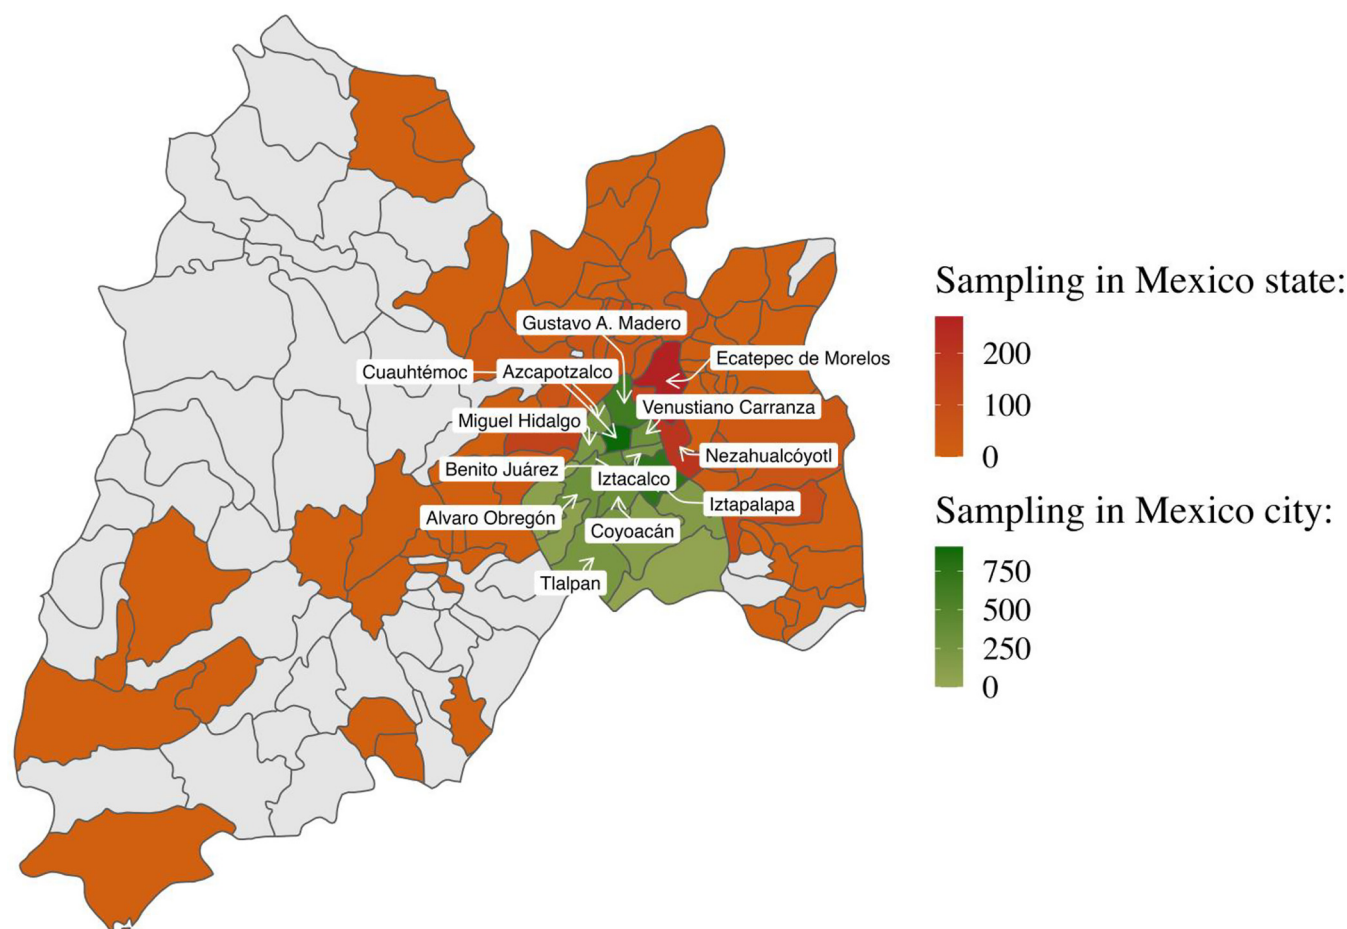 Gustavo A. Madero
Ecatepec de Morelos
Cuauhtémoc
Azcapotzalco
Venustiano Carranza
Miguel Hidalgo
Nezahualcóyotl
Benito Juárez
Iztacalco
Iztapalapa
Alvaro Obregón
Coyoacán
Tlalpan
Sampling in Mexico state:
200
100
0
Sampling in Mexico city:
750
500
250
0